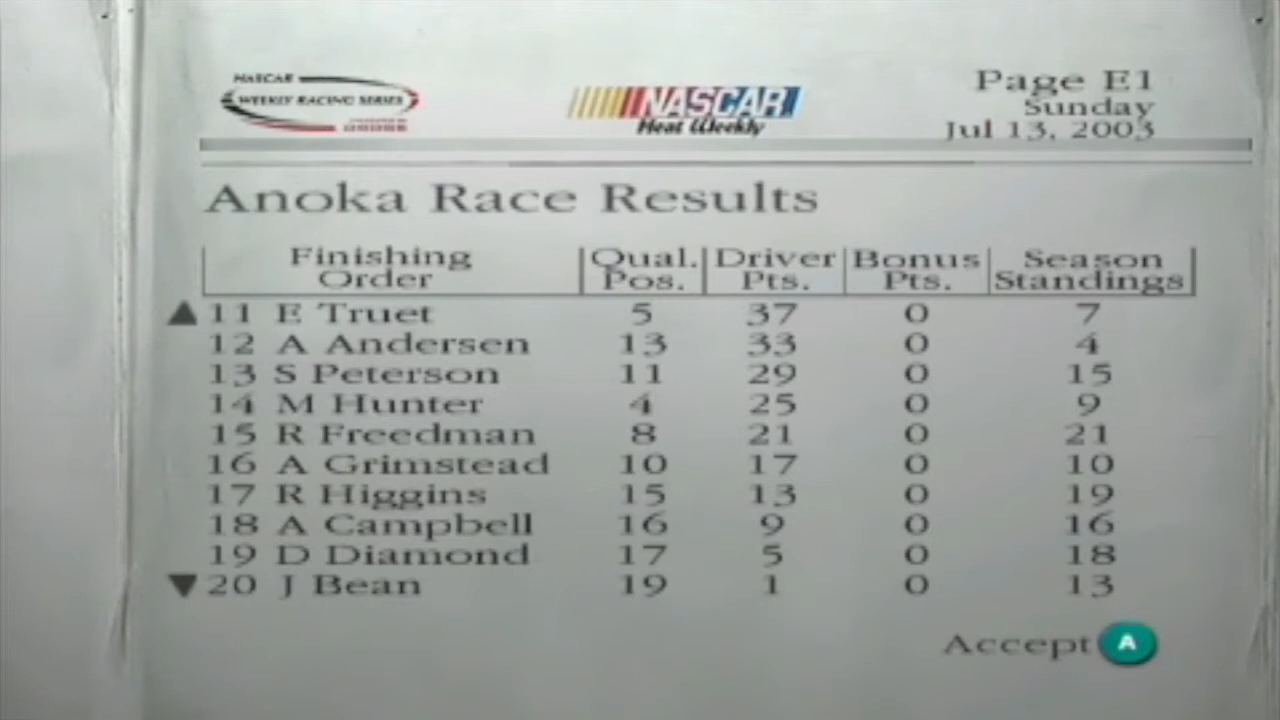 NASCAR
WEEKLY RACING SERIES
DODGE
NASCAR
Heat Weekly
Page E1
Sunday
Jul 13, 2003
Anoka Race Results
Finishing Order Qual. Pos. Driver Pts. Bonus Pts. Season Standings
11 E Truet 5 37 0 7
12 A Andersen 13 33 0 4
13 S Peterson 11 29 0 15
14 M Hunter 4 25 0 9
15 R Freedman 8 21 0 21
16 A Grimstead 10 17 0 10
17 R Higgins 15 13 0 19
18 A Campbell 16 9 0 16
19 D Diamond 17 5 0 18
20 J Bean 19 1 0 13
Accept A